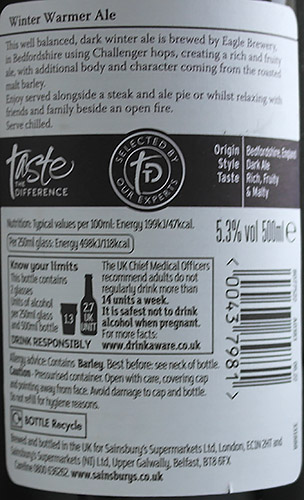 Winter Warmer Ale
This well balanced, dark winter ale is brewed by Eagle Brewery,
in Bedfordshire using Challenger hops, creating a rich and fruity
ale, with additional body and character coming from the roasted
malt barley.
Enjoy served alongside a steak and ale pie or whilst relaxing with
friends and family beside an open fire.
Serve chilled.
taste
THE
DIFFERENCE
SELECTED BY
TD
OUR EXPERTS
Origin Bedfordshire, England
Style Dark Ale
Taste Rich, Fruity
& Malty
Nutrition: Typical values per 100ml: Energy 199kJ/47kcal.
Per 250ml glass: Energy 498kJ/118kcal
5.3% vol 500ml e
Know your limits
This bottle contains
2 glasses
Units of alcohol
per 250ml glass
and 500ml bottle
1.3
2.7
UK
UNITS
DRINK RESPONSIBLY
The UK Chief Medical Officers
recommend adults do not
regularly drink more than
14 units a week.
It is safest not to drink
alcohol when pregnant.
For more facts:
www.drinkaware.co.uk
< 00437981 >
Allergy advice: Contains Barley. Best before: see neck of bottle.
Caution - Pressurised container. Open with care, covering cap
and pointing away from face. Avoid damage to cap and bottle.
Do not refill for hygiene reasons.
BOTTLE Recycle
Brewed and bottled in the UK for Sainsbury's Supermarkets Ltd, London, EC1N 2HT and
Sainsbury's Supermarkets (NI) Ltd, Upper Galwally, Belfast, BT8 6FX
Careline 0800 636262. www.sainsburys.co.uk